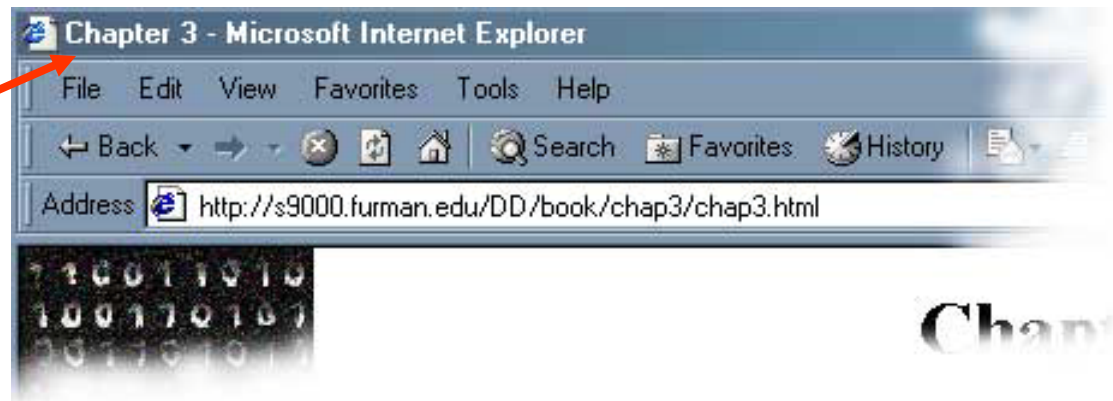 Chapter 3 - Microsoft Internet Explorer
File Edit View Favorites Tools Help
Back Search Favorites History
Address http://s9000.furman.edu/DD/book/chap3/chap3.html
Chap